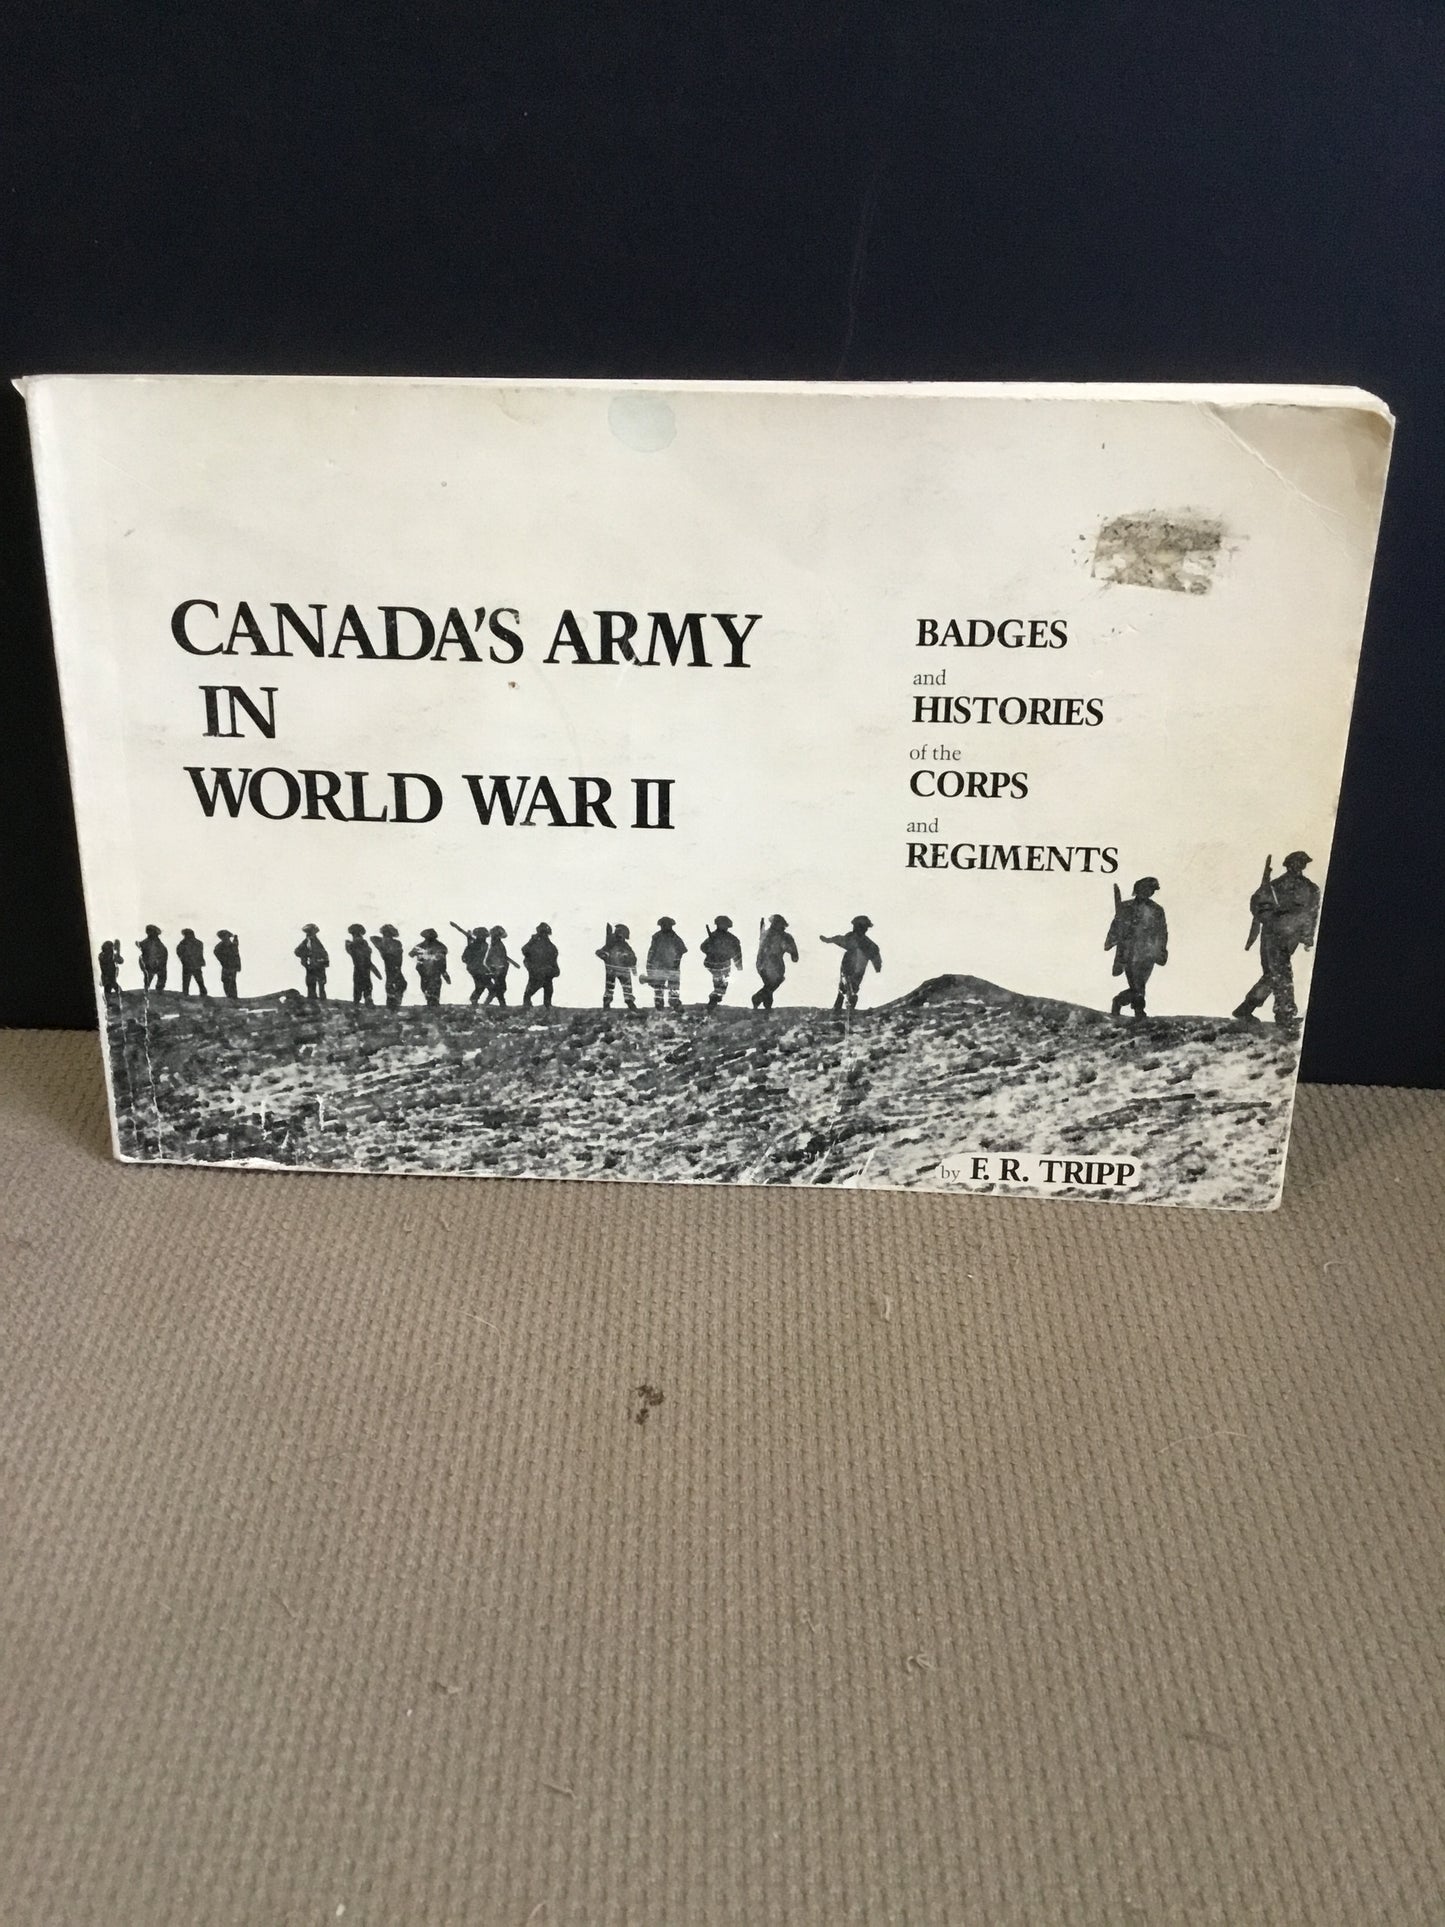 CANADA'S ARMY
IN
WORLD WAR II
BADGES
and
HISTORIES
of the
CORPS
and
REGIMENTS
by F. R. TRIPP